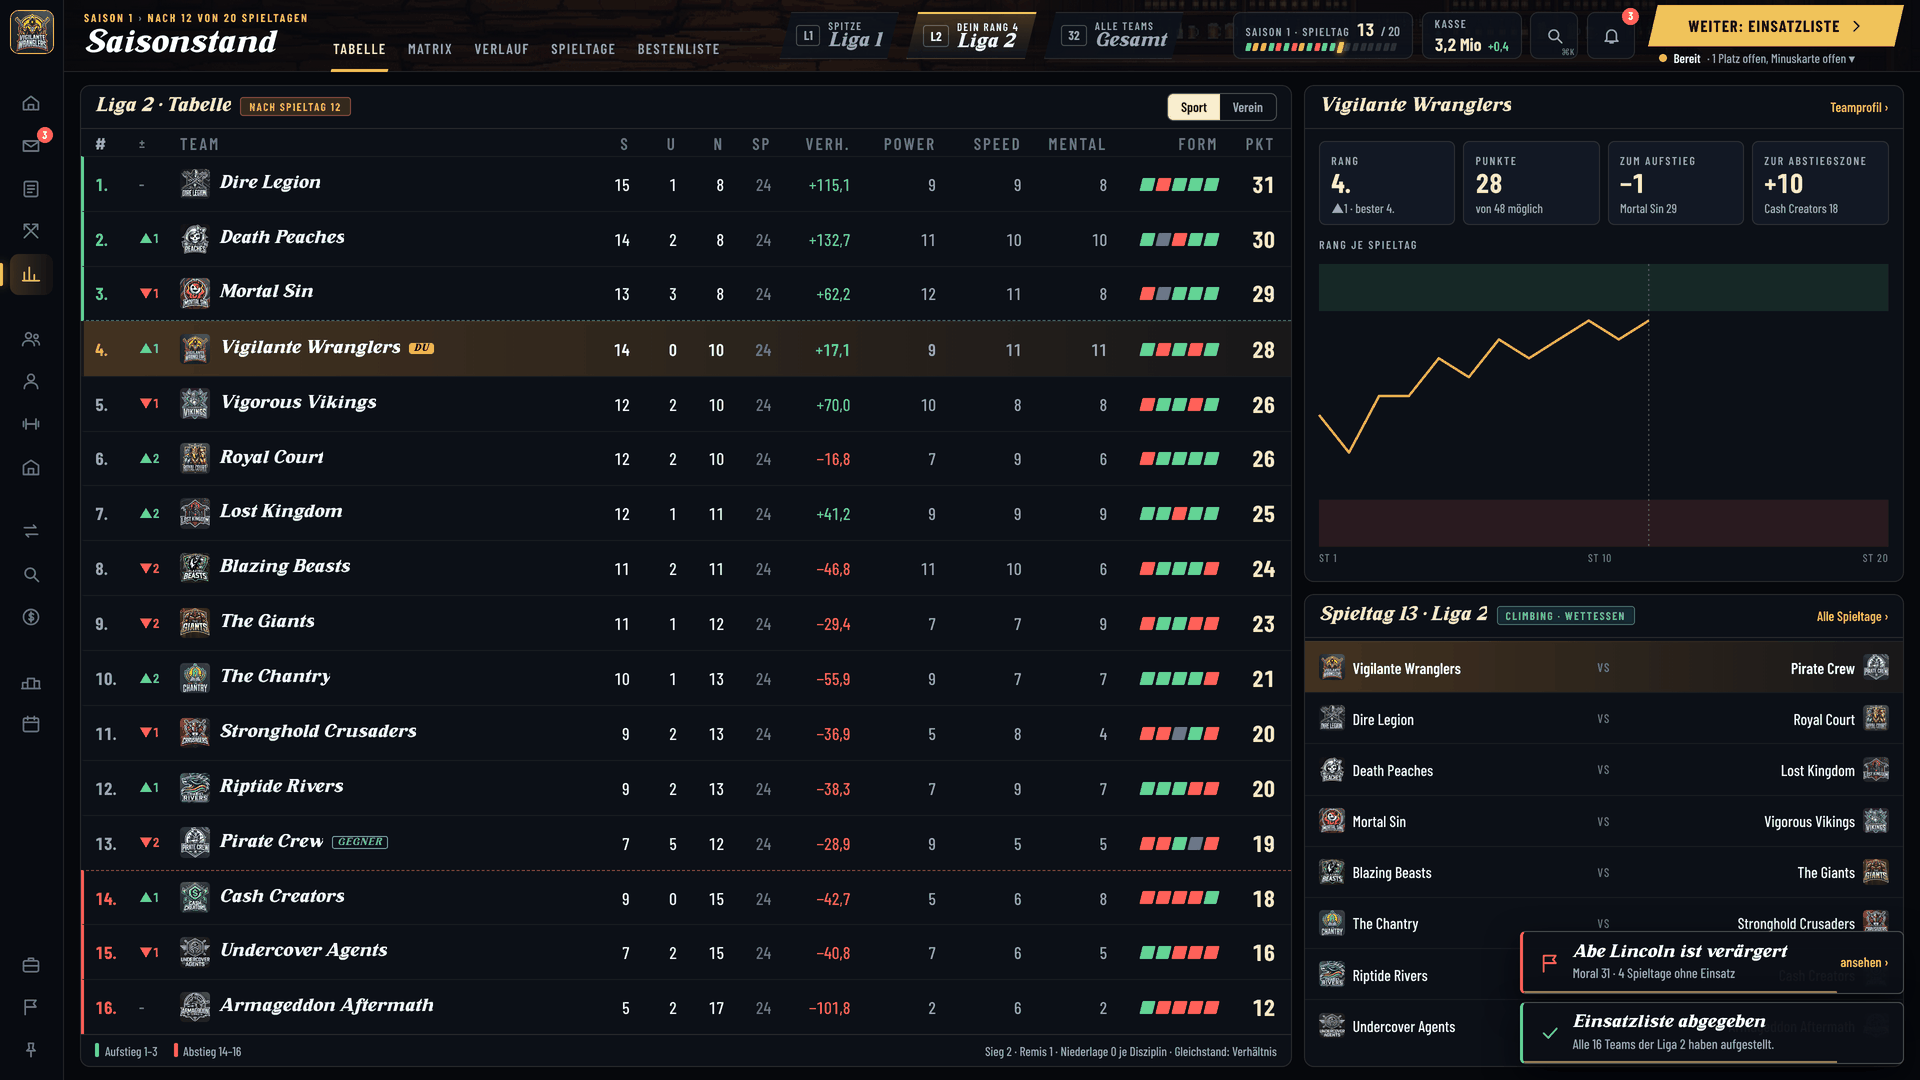 SAISON 1 › NACH 12 VON 20 SPIELTAGEN
Saisonstand
TABELLE MATRIX VERLAUF SPIELTAGE BESTENLISTE
L1 SPITZE Liga 1
L2 DEIN RANG 4 Liga 2
32 ALLE TEAMS Gesamt
SAISON 1 · SPIELTAG 13 / 20
KASSE
3,2 Mio +0,4
⌘K
3
WEITER: EINSATZLISTE ›
Bereit · 1 Platz offen, Minuskarte offen ▾
3
Liga 2 · Tabelle NACH SPIELTAG 12
Sport Verein
# ± TEAM S U N SP VERH. POWER SPEED MENTAL FORM PKT
1. - Dire Legion 15 1 8 24 +115,1 9 9 8 31
2. ▲1 Death Peaches 14 2 8 24 +132,7 11 10 10 30
3. ▼1 Mortal Sin 13 3 8 24 +62,2 12 11 8 29
4. ▲1 Vigilante Wranglers DU 14 0 10 24 +17,1 9 11 11 28
5. ▼1 Vigorous Vikings 12 2 10 24 +70,0 10 8 8 26
6. ▲2 Royal Court 12 2 10 24 −16,8 7 9 6 26
7. ▲2 Lost Kingdom 12 1 11 24 +41,2 9 9 9 25
8. ▼2 Blazing Beasts 11 2 11 24 −46,8 11 10 6 24
9. ▼2 The Giants 11 1 12 24 −29,4 7 7 9 23
10. ▲2 The Chantry 10 1 13 24 −55,9 9 7 7 21
11. ▼1 Stronghold Crusaders 9 2 13 24 −36,9 5 8 4 20
12. ▲1 Riptide Rivers 9 2 13 24 −38,3 7 9 7 20
13. ▼2 Pirate Crew GEGNER 7 5 12 24 −28,9 9 5 5 19
14. ▲1 Cash Creators 9 0 15 24 −42,7 5 6 8 18
15. ▼1 Undercover Agents 7 2 15 24 −40,8 7 6 5 16
16. - Armageddon Aftermath 5 2 17 24 −101,8 2 6 2 12
Aufstieg 1–3 Abstieg 14–16
Sieg 2 · Remis 1 · Niederlage 0 je Disziplin · Gleichstand: Verhältnis
Vigilante Wranglers
Teamprofil ›
RANG
4.
▲1 · bester 4.
PUNKTE
28
von 48 möglich
ZUM AUFSTIEG
−1
Mortal Sin 29
ZUR ABSTIEGSZONE
+10
Cash Creators 18
RANG JE SPIELTAG
ST 1 ST 10 ST 20
Spieltag 13 · Liga 2 CLIMBING · WETTESSEN
Alle Spieltage ›
Vigilante Wranglers VS Pirate Crew
Dire Legion VS Royal Court
Death Peaches VS Lost Kingdom
Mortal Sin VS Vigorous Vikings
Blazing Beasts VS The Giants
The Chantry VS Stronghold Crusaders
Riptide Rivers
Undercover Agents
Abe Lincoln ist verärgert
Moral 31 · 4 Spieltage ohne Einsatz
ansehen ›
Einsatzliste abgegeben
Alle 16 Teams der Liga 2 haben aufgestellt.